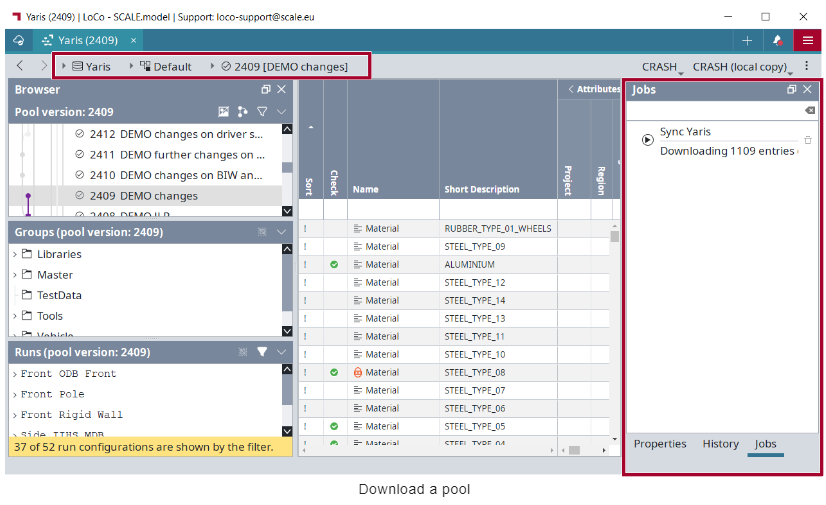 Yaris (2409) | LoCo - SCALE.model | Support: loco-support@scale.eu
Yaris (2409)
Yaris Default 2409 [DEMO changes]
CRASH CRASH (local copy)
Browser
Pool version: 2409
2412 DEMO changes on driver s...
2411 DEMO further changes on ...
2410 DEMO changes on BIW an...
2409 DEMO changes
2408 DEMO ILR
Groups (pool version: 2409)
Libraries
Master
TestData
Tools
Vehicle
Runs (pool version: 2409)
Front ODB Front
Front Pole
Front Rigid Wall
Side IIHS MDB
37 of 52 run configurations are shown by the filter.
Attributes
Sort Check Name Short Description Project Region
! Material RUBBER_TYPE_01_WHEELS
! Material STEEL_TYPE_09
! Material ALUMINIUM
! Material STEEL_TYPE_12
! Material STEEL_TYPE_14
! Material STEEL_TYPE_13
! Material STEEL_TYPE_11
! Material STEEL_TYPE_10
! Material STEEL_TYPE_08
! Material STEEL_TYPE_07
! Material STEEL_TYPE_06
! Material STEEL_TYPE_05
! Material STEEL_TYPE_04
Jobs
Sync Yaris
Downloading 1109 entries
Properties History Jobs
Download a pool